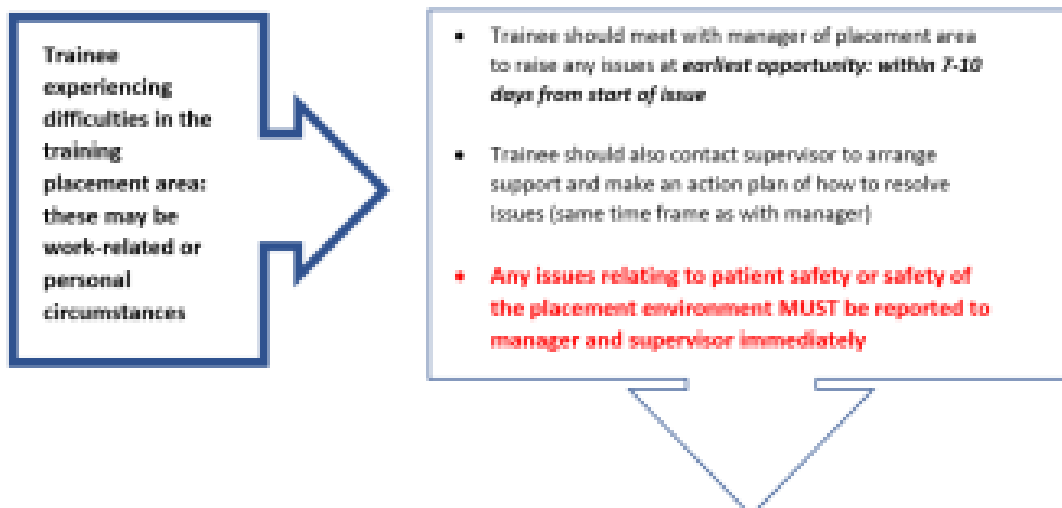 Trainee
experiencing
difficulties in the
training
placement area:
these may be
work-related or
personal
circumstances
• Trainee should meet with manager of placement area
to raise any issues at earliest opportunity: within 7-10
days from start of issue
• Trainee should also contact supervisor to arrange
support and make an action plan of how to resolve
issues (same time frame as with manager)
• Any issues relating to patient safety or safety of
the placement environment MUST be reported to
manager and supervisor immediately